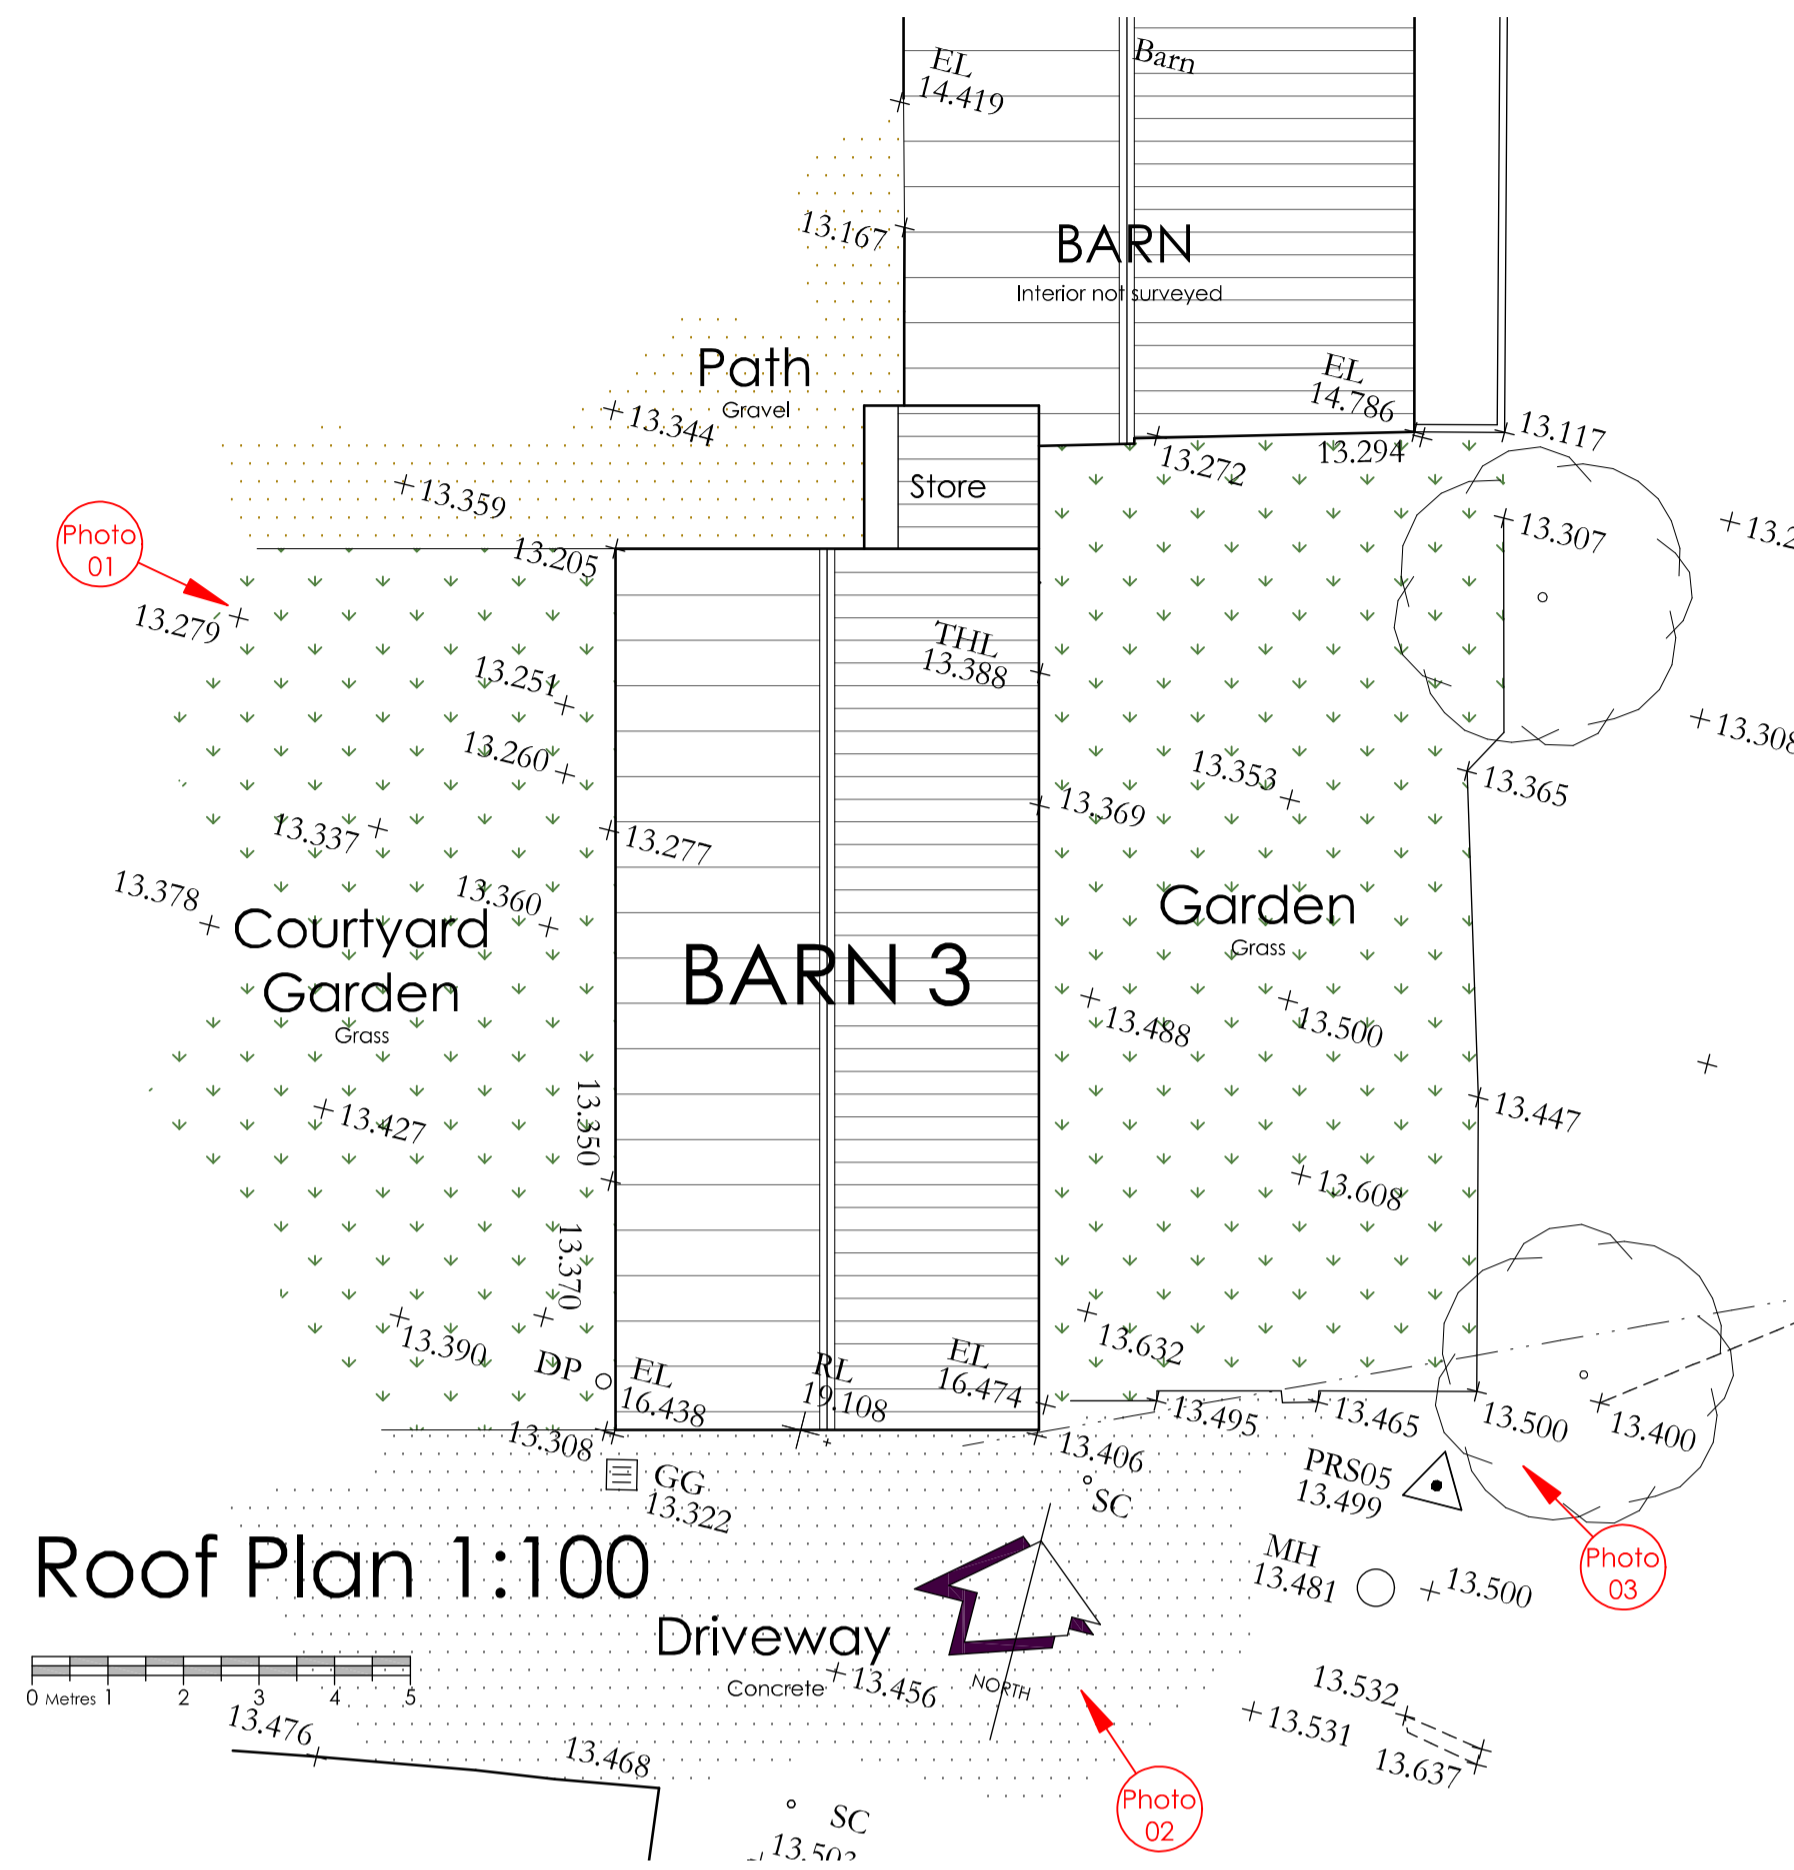 EL
14.419
Barn
13.167
BARN
Interior not surveyed
Path
Gravel
13.344
EL
14.786
13.294
13.117
13.272
Store
13.359
13.307
Photo
01
13.205
13.279
THL
13.388
13.251
13.260
13.308
13.353
13.365
13.369
13.337
13.277
13.378
13.360
Courtyard
Garden
Grass
BARN 3
Garden
Grass
13.488
13.500
13.350
13.427
13.447
13.608
13.370
13.390
DP
EL
16.438
RL
19.108
EL
16.474
13.632
13.308
13.495
13.465
13.500
13.400
13.406
GG
13.322
SC
PRS05
13.499
Roof Plan 1:100
MH
13.481
13.500
Photo
03
Driveway
Concrete
13.456
NORTH
0 Metres 1 2 3 4 5
13.532
13.531
13.637
13.476
13.468
Photo
02
SC
13.503